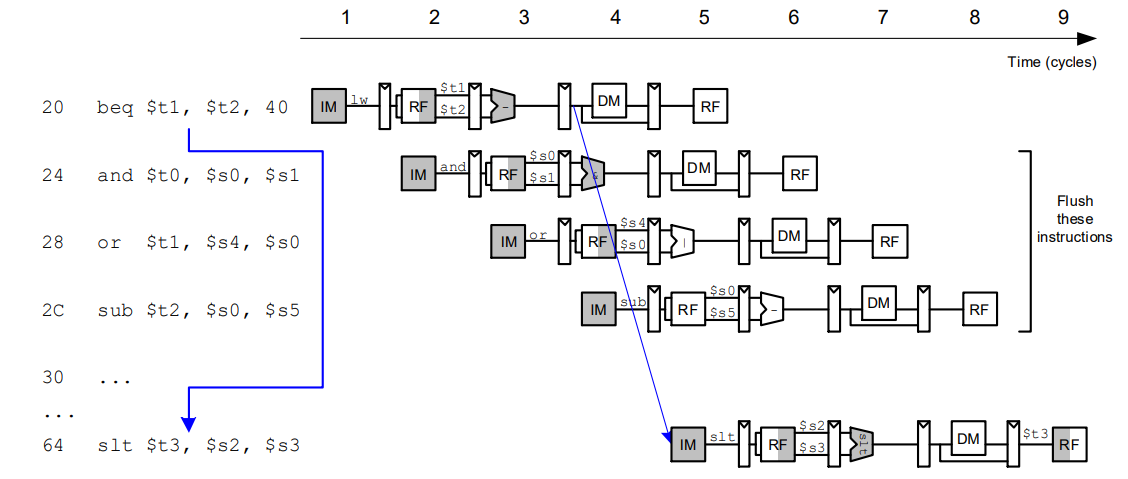 1 2 3 4 5 6 7 8 9
Time (cycles)
20 beq $t1, $t2, 40 IM lw RF $t1 $t2 - DM RF
24 and $t0, $s0, $s1 IM and RF $s0 $s1 & DM RF
28 or $t1, $s4, $s0 IM or RF $s4 $s0 | DM RF
2C sub $t2, $s0, $s5 IM sub RF $s0 $s5 - DM RF
Flush
these
instructions
30 ...
...
64 slt $t3, $s2, $s3 IM slt RF $s2 $s3 slt DM $t3 RF